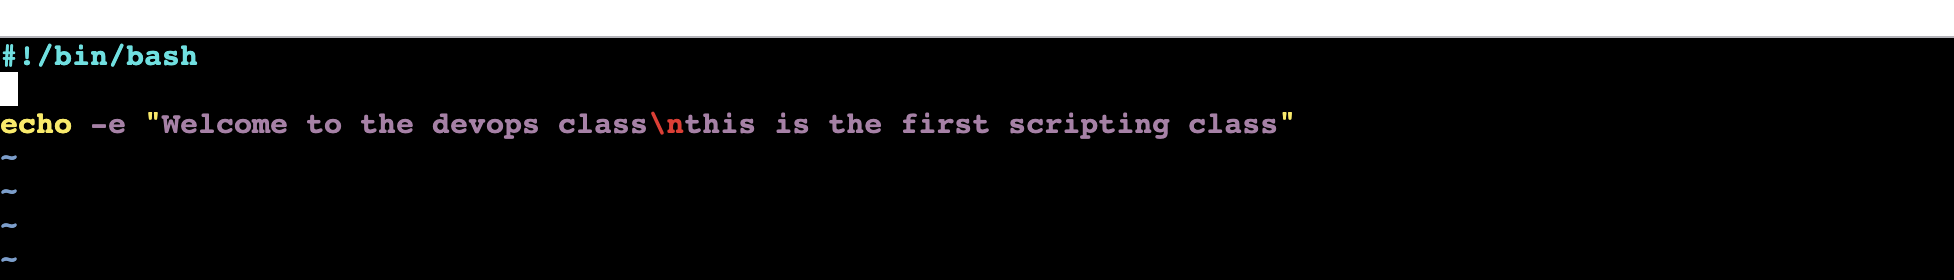 #!/bin/bash
echo -e "Welcome to the devops class\nthis is the first scripting class"
~
~
~
~